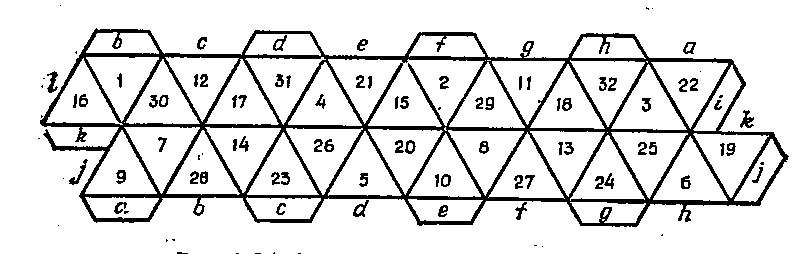 b c d e f g h a
l 16 1 30 12 17 31 4 21 15 2 29 11 18 32 3 22 i
k k
j 9 7 28 14 23 26 5 20 10 8 27 13 24 25 6 19 j
a b c d e f g h